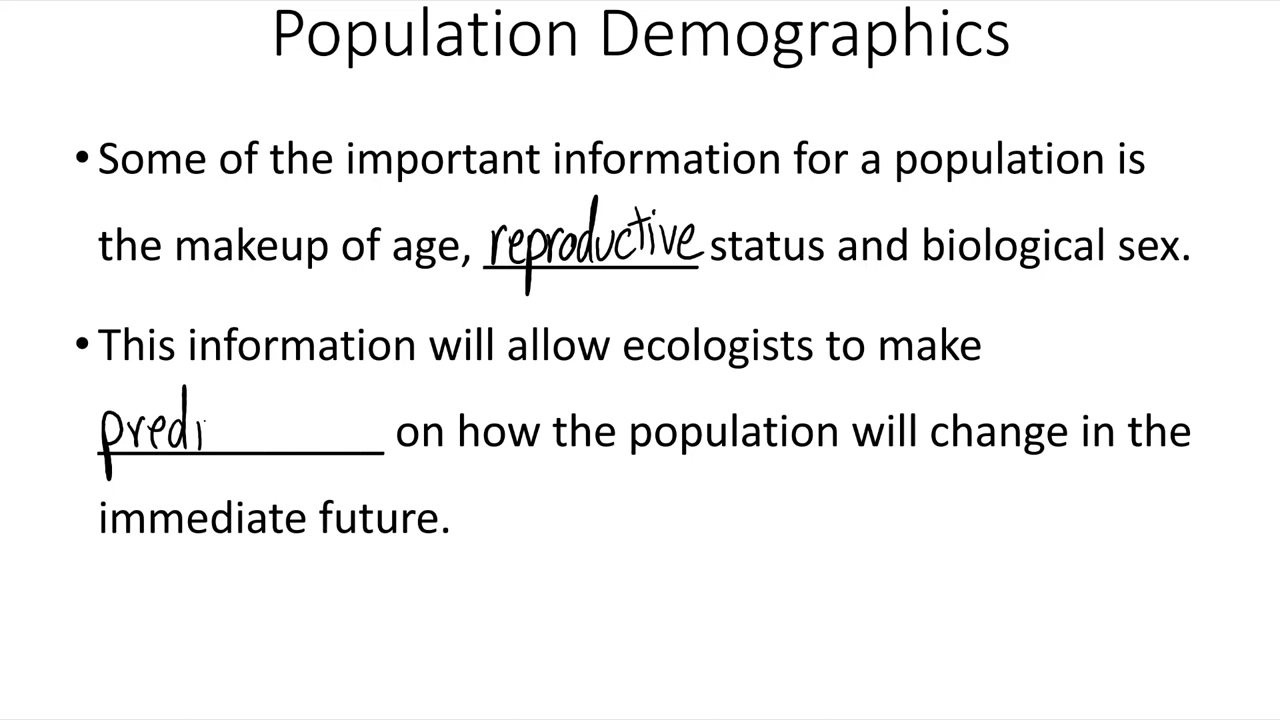 Population Demographics
• Some of the important information for a population is
the makeup of age, reproductive status and biological sex.
• This information will allow ecologists to make
predi on how the population will change in the
immediate future.